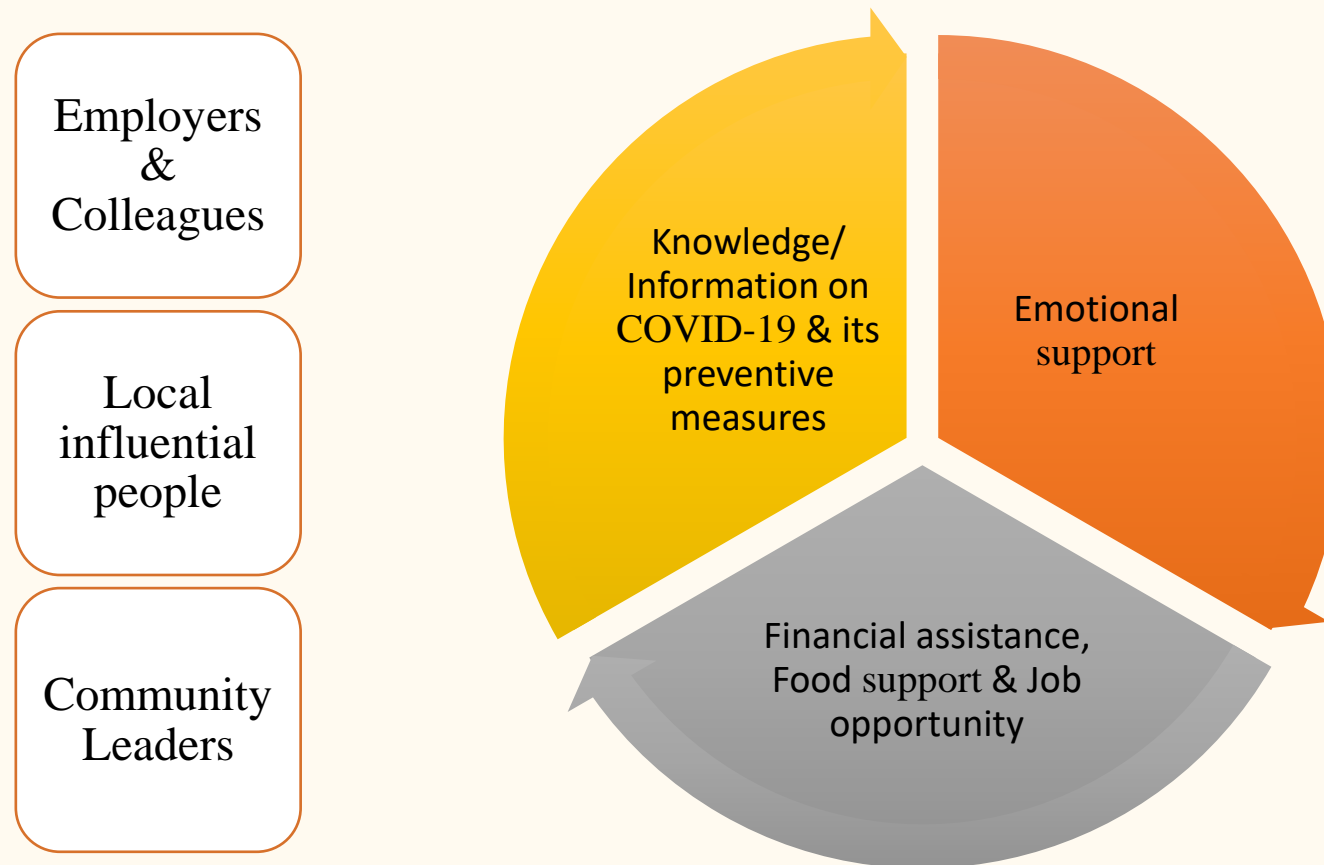 Employers
&
Colleagues
Local
influential
people
Community
Leaders
Knowledge/
Information on
COVID-19 & its
preventive
measures
Emotional
support
Financial assistance,
Food support & Job
opportunity